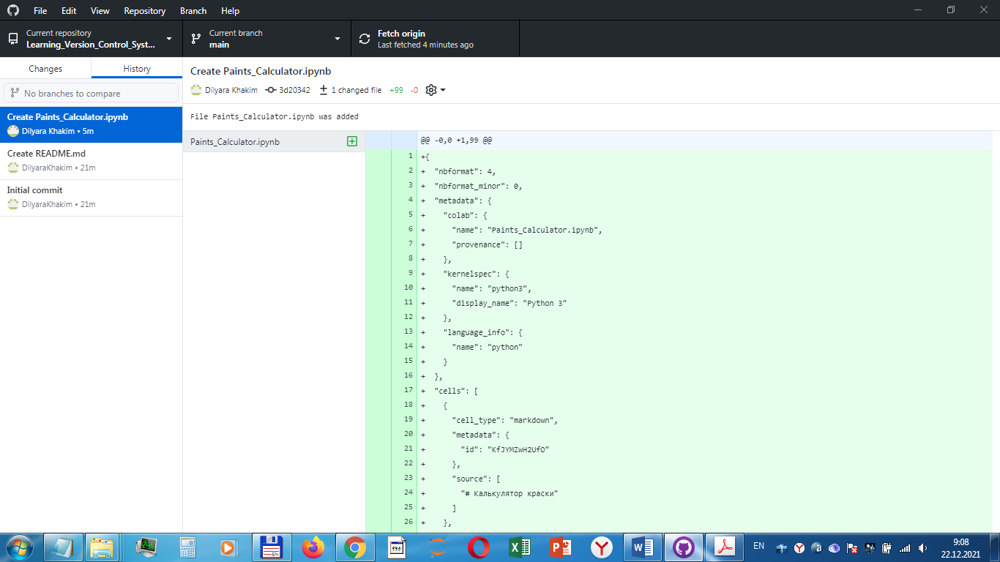 File Edit View Repository Branch Help
Current repository
Learning_Version_Control_Syst...
Current branch
main
Fetch origin
Last fetched 4 minutes ago
Changes History
No branches to compare
Create Paints_Calculator.ipynb
Dilyara Khakim • 5m
Create README.md
DilyaraKhakim • 21m
Initial commit
DilyaraKhakim • 21m
Create Paints_Calculator.ipynb
Dilyara Khakim 3d20342 1 changed file +99 -0
File Paints_Calculator.ipynb was added
Paints_Calculator.ipynb
@@ -0,0 +1,99 @@
1 +{
2 + "nbformat": 4,
3 + "nbformat_minor": 0,
4 + "metadata": {
5 + "colab": {
6 + "name": "Paints_Calculator.ipynb",
7 + "provenance": []
8 + },
9 + "kernelspec": {
10 + "name": "python3",
11 + "display_name": "Python 3"
12 + },
13 + "language_info": {
14 + "name": "python"
15 + }
16 + },
17 + "cells": [
18 + {
19 + "cell_type": "markdown",
20 + "metadata": {
21 + "id": "KfJYMZwH2UfO"
22 + },
23 + "source": [
24 + "# Калькулятор краски"
25 + ]
26 + },
EN
9:08
22.12.2021